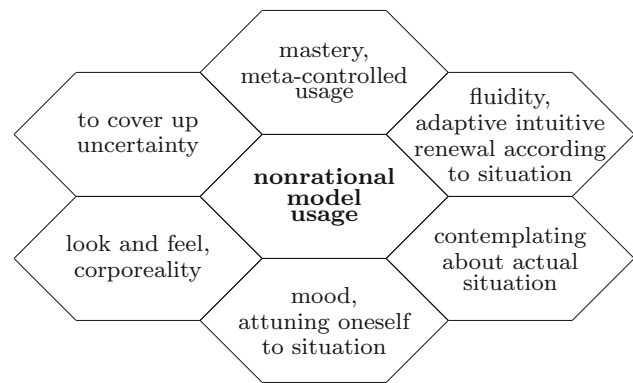 mastery,
meta-controlled
usage
to cover up
uncertainty
fluidity,
adaptive intuitive
renewal according
to situation
nonrational
model
usage
look and feel,
corporeality
contemplating
about actual
situation
mood,
attuning oneself
to situation